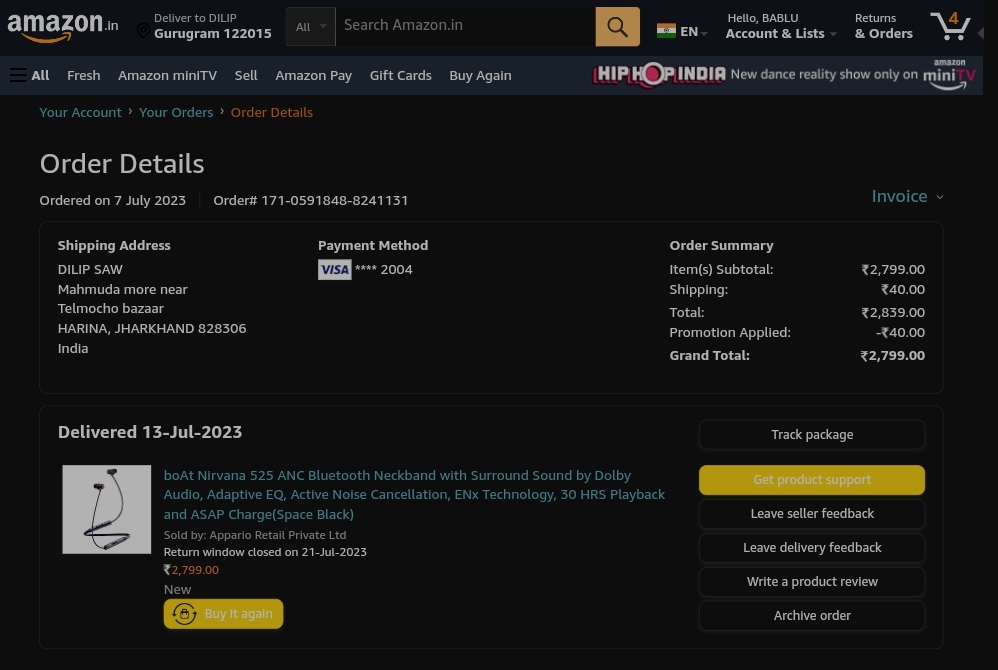 amazon.in
Deliver to DILIP
Gurugram 122015
All
Search Amazon.in
EN
Hello, BABLU
Account & Lists
Returns
& Orders
4
All
Fresh
Amazon miniTV
Sell
Amazon Pay
Gift Cards
Buy Again
HIPHOPINDIA
New dance reality show only on
amazon
miniTV
Your Account › Your Orders › Order Details
Order Details
Ordered on 7 July 2023
Order# 171-0591848-8241131
Invoice
Shipping Address
DILIP SAW
Mahmuda more near
Telmocho bazaar
HARINA, JHARKHAND 828306
India
Payment Method
VISA **** 2004
Order Summary
Item(s) Subtotal: ₹2,799.00
Shipping: ₹40.00
Total: ₹2,839.00
Promotion Applied: -₹40.00
Grand Total: ₹2,799.00
Delivered 13-Jul-2023
boAt Nirvana 525 ANC Bluetooth Neckband with Surround Sound by Dolby
Audio, Adaptive EQ, Active Noise Cancellation, ENx Technology, 30 HRS Playback
and ASAP Charge(Space Black)
Sold by: Appario Retail Private Ltd
Return window closed on 21-Jul-2023
₹2,799.00
New
Buy it again
Track package
Get product support
Leave seller feedback
Leave delivery feedback
Write a product review
Archive order